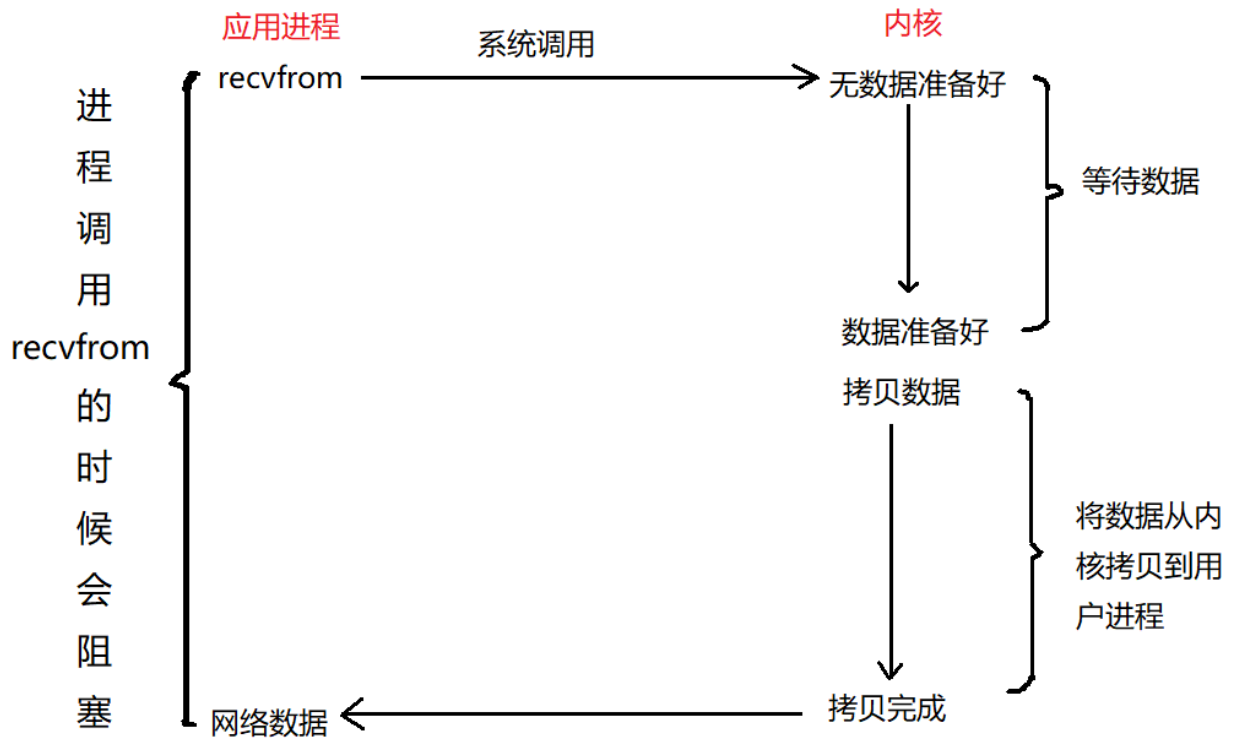 应用进程
系统调用
内核
recvfrom
无数据准备好
等待数据
数据准备好
拷贝数据
将数据从内
核拷贝到用
户进程
拷贝完成
网络数据
进
程
调
用
recvfrom
的
时
候
会
阻
塞